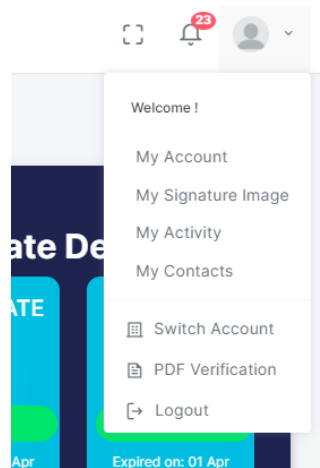 23
Welcome !
My Account
My Signature Image
My Activity
My Contacts
ate De
ATE
Switch Account
PDF Verification
Logout
Apr
Expired on: 01 Apr